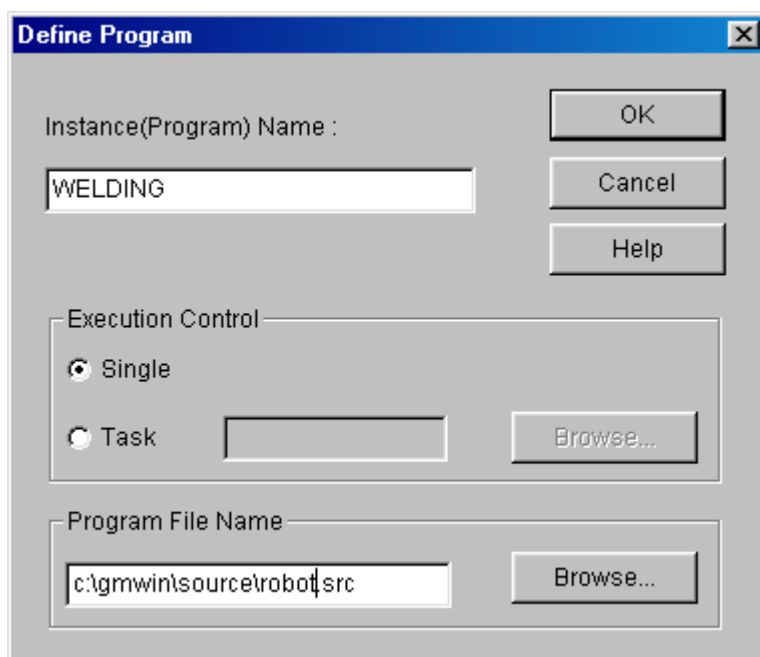 Define Program
Instance(Program) Name :
OK
WELDING
Cancel
Help
Execution Control
Single
Task
Browse...
Program File Name
c:\gmwin\source\robot.src
Browse...